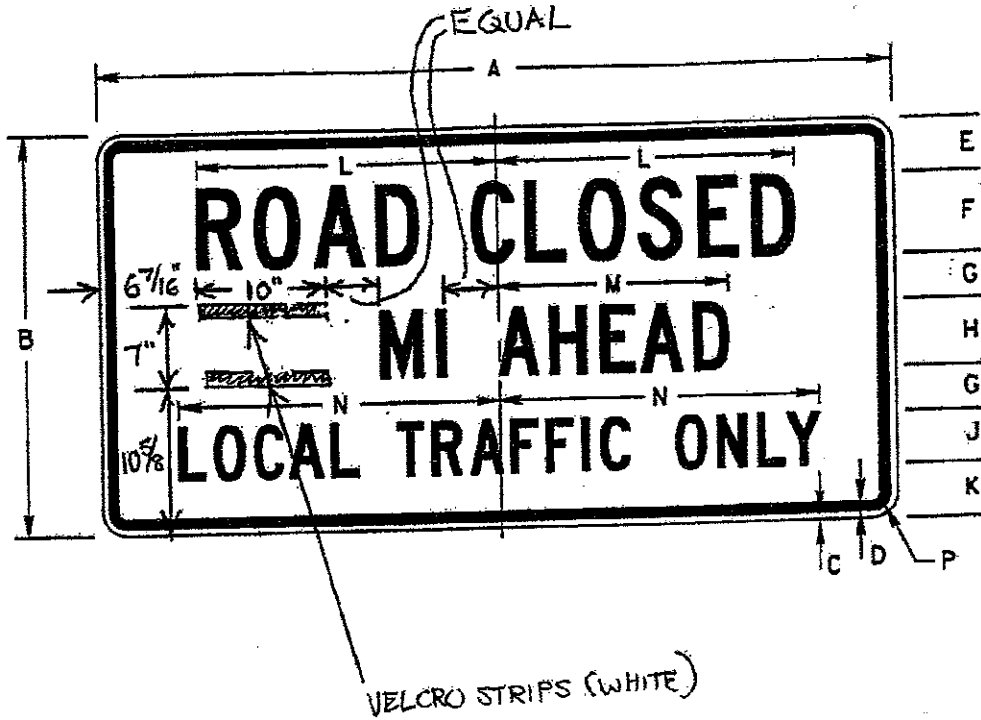 EQUAL
A
E
L L
ROAD CLOSED
F
6 7/16" 10" M
G
B
7"
MI AHEAD
H
G
N N
J
10 5/8
LOCAL TRAFFIC ONLY
K
C D P
VELCRO STRIPS (WHITE)